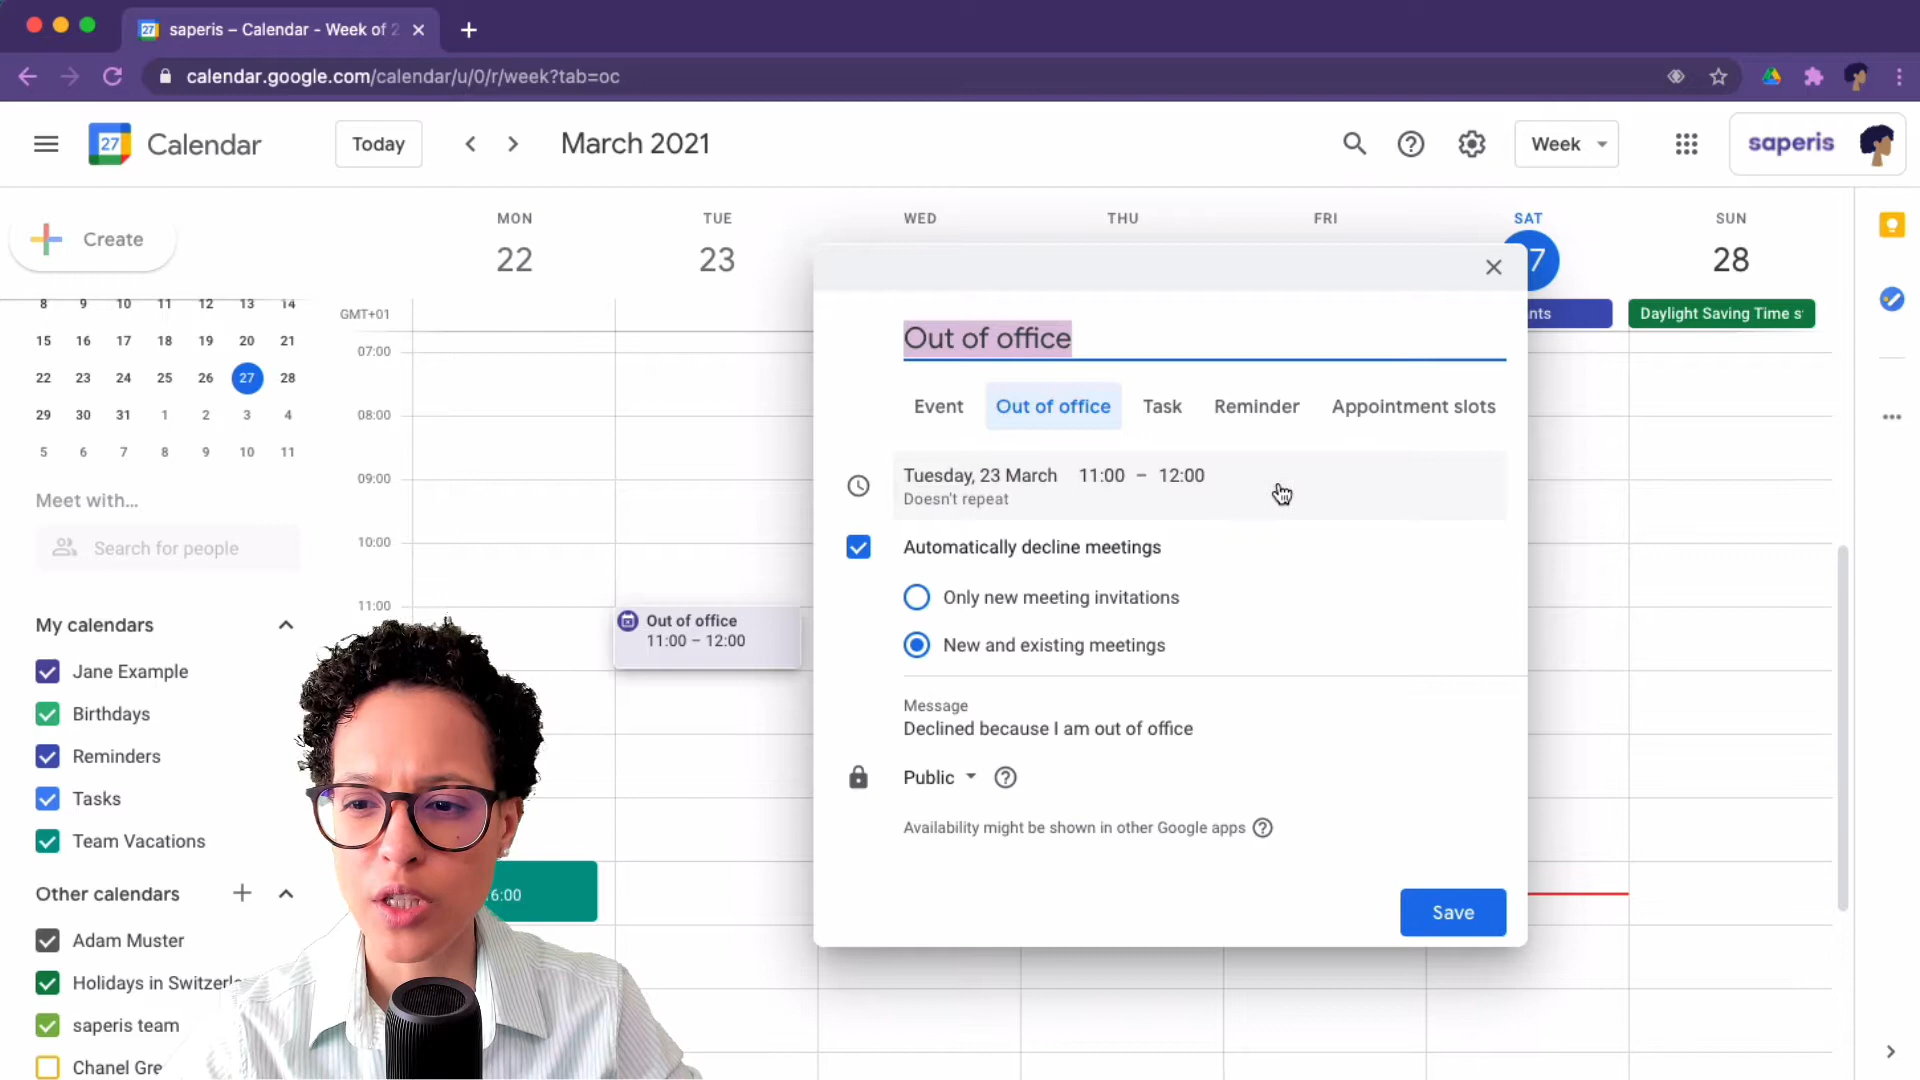 saperis – Calendar - Week of 2
calendar.google.com/calendar/u/0/r/week?tab=oc
27
Calendar
Today
March 2021
Week
saperis
Create
MON
TUE
WED
THU
FRI
SAT
SUN
22
23
7
28
8 9 10 11 12 13 14
15 16 17 18 19 20 21
22 23 24 25 26 27 28
29 30 31 1 2 3 4
5 6 7 8 9 10 11
GMT+01
nts
Daylight Saving Time s
07:00
08:00
09:00
10:00
11:00
Meet with...
Search for people
My calendars
Jane Example
Birthdays
Reminders
Tasks
Team Vacations
Other calendars
Adam Muster
Holidays in Switzerl
saperis team
Chanel Gre
Out of office
11:00 – 12:00
6:00
Out of office
Event
Out of office
Task
Reminder
Appointment slots
Tuesday, 23 March 11:00 – 12:00
Doesn't repeat
Automatically decline meetings
Only new meeting invitations
New and existing meetings
Message
Declined because I am out of office
Public
Availability might be shown in other Google apps
Save